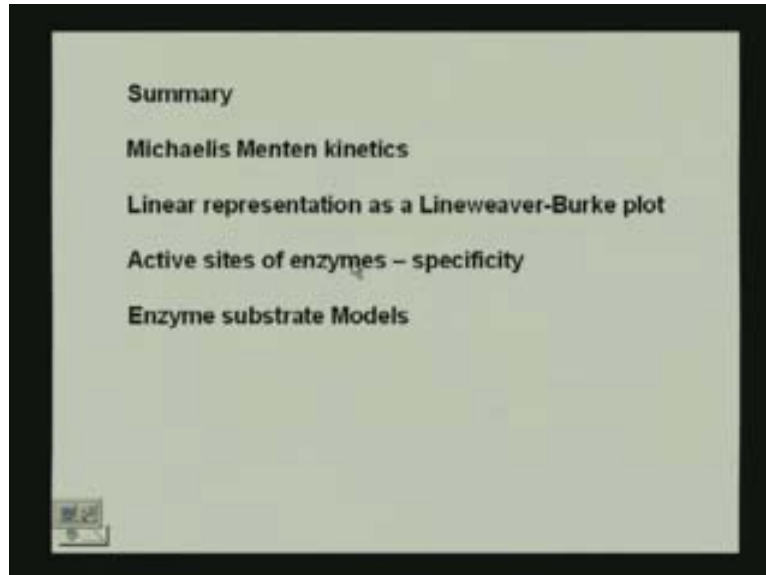 Summary
Michaelis Menten kinetics
Linear representation as a Lineweaver-Burke plot
Active sites of enzymes – specificity
Enzyme substrate Models